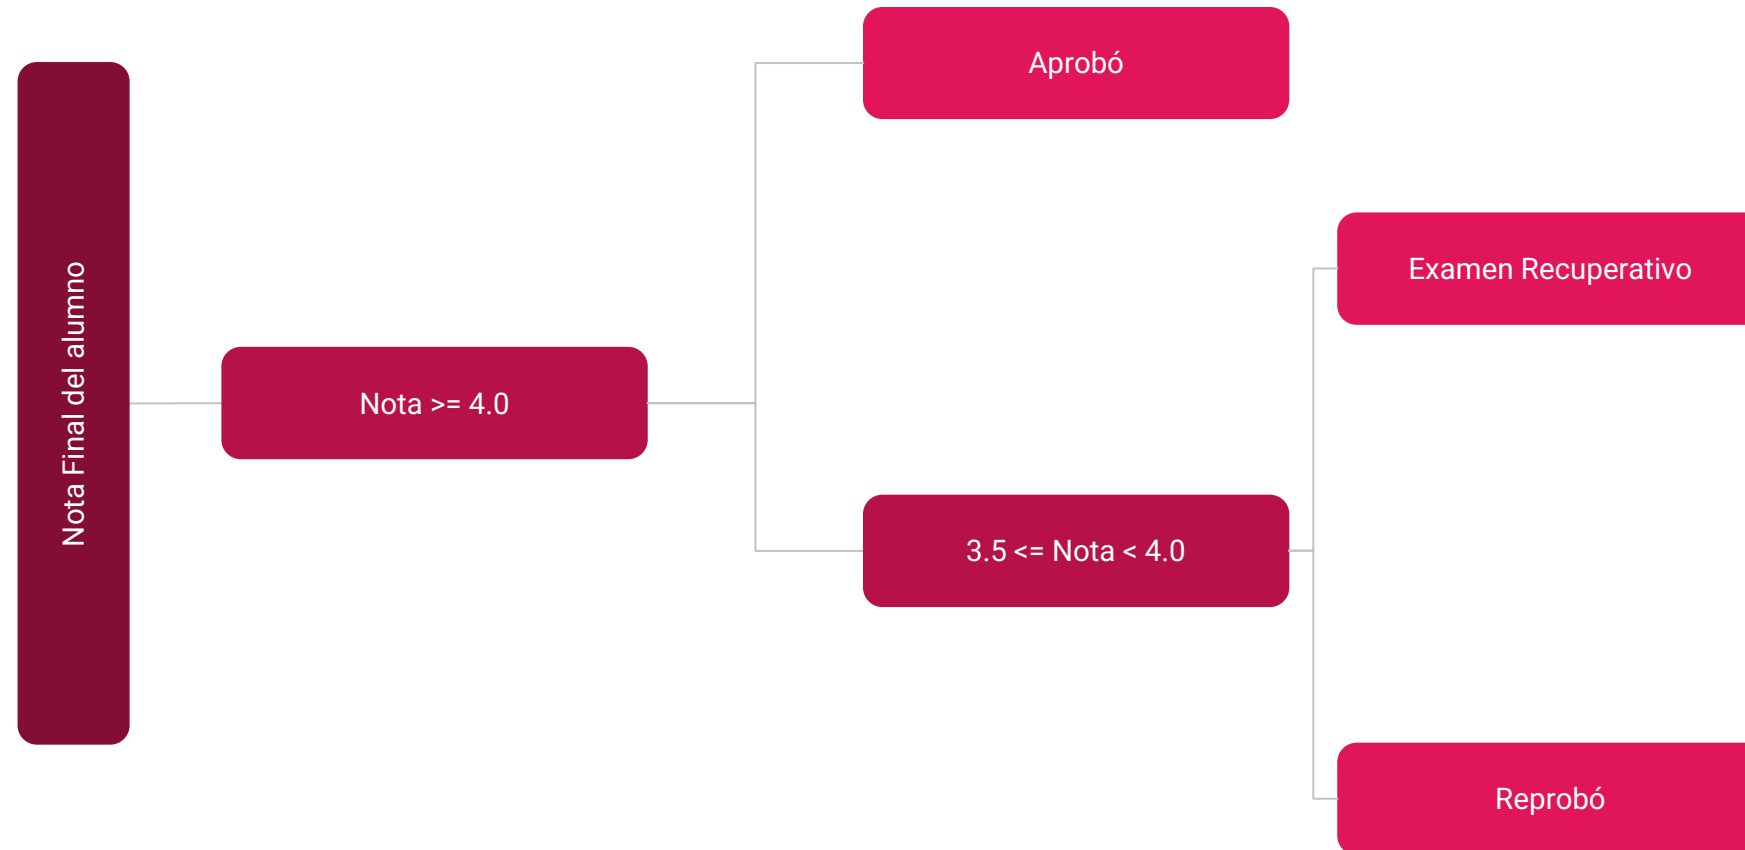 Nota Final del alumno
Nota >= 4.0
Aprobó
3.5 <= Nota < 4.0
Examen Recuperativo
Reprobó